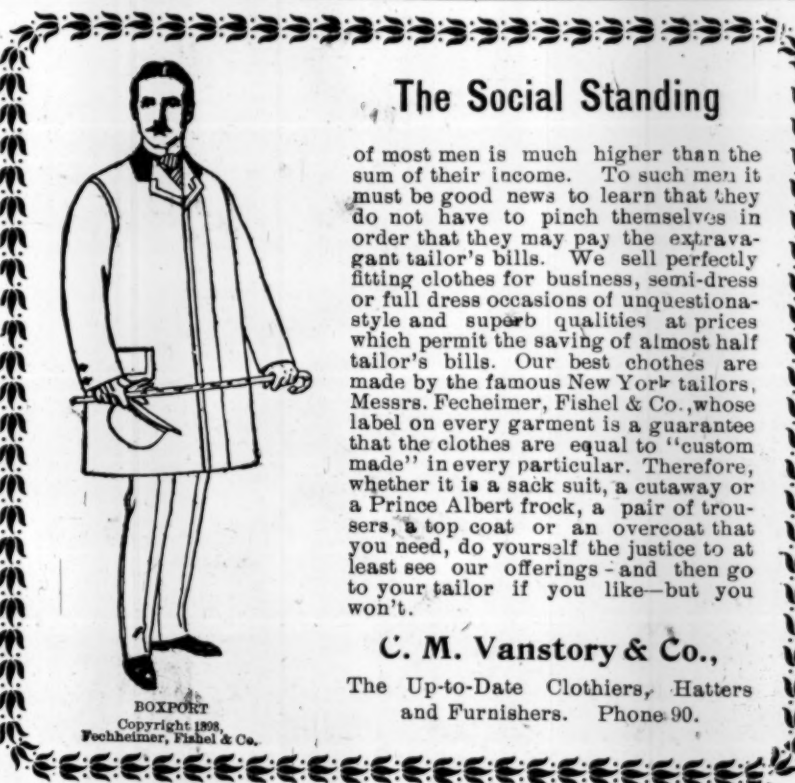 The Social Standing
of most men is much higher than the
sum of their income. To such men it
must be good news to learn that they
do not have to pinch themselves in
order that they may pay the extrava-
gant tailor's bills. We sell perfectly
fitting clothes for business, semi-dress
or full dress occasions of unquestiona-
style and superb qualities at prices
which permit the saving of almost half
tailor's bills. Our best chothes are
made by the famous New York tailors,
Messrs. Fecheimer, Fishel & Co., whose
label on every garment is a guarantee
that the clothes are equal to "custom
made" in every particular. Therefore,
whether it is a sack suit, a cutaway or
a Prince Albert frock, a pair of trou-
sers, a top coat or an overcoat that
you need, do yourself the justice to at
least see our offerings - and then go
to your tailor if you like—but you
won't.
C. M. Vanstory & Co.,
The Up-to-Date Clothiers, Hatters
and Furnishers. Phone 90.
BOXPORT
Copyright 1898,
Fechheimer, Fishel & Co.